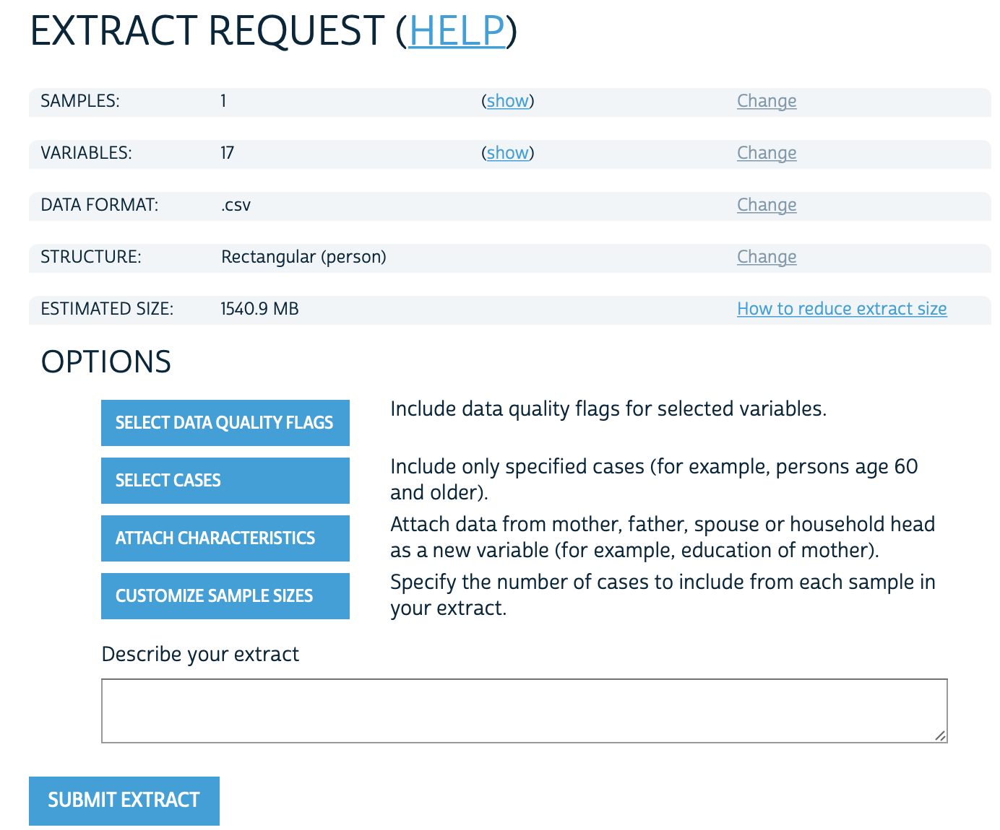 EXTRACT REQUEST (HELP)
SAMPLES: 1 (show) Change
VARIABLES: 17 (show) Change
DATA FORMAT: .csv Change
STRUCTURE: Rectangular (person) Change
ESTIMATED SIZE: 1540.9 MB How to reduce extract size
OPTIONS
SELECT DATA QUALITY FLAGS
Include data quality flags for selected variables.
SELECT CASES
Include only specified cases (for example, persons age 60
and older).
ATTACH CHARACTERISTICS
Attach data from mother, father, spouse or household head
as a new variable (for example, education of mother).
CUSTOMIZE SAMPLE SIZES
Specify the number of cases to include from each sample in
your extract.
Describe your extract
SUBMIT EXTRACT